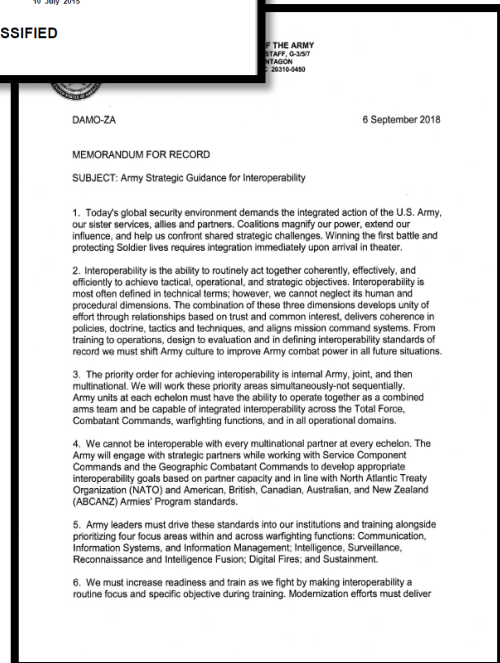 10 July 2015
SSIFIED
F THE ARMY
STAFF, G-3/5/7
NTAGON
20310-0450
DAMO-ZA
6 September 2018
MEMORANDUM FOR RECORD
SUBJECT: Army Strategic Guidance for Interoperability
1. Today's global security environment demands the integrated action of the U.S. Army,
our sister services, allies and partners. Coalitions magnify our power, extend our
influence, and help us confront shared strategic challenges. Winning the first battle and
protecting Soldier lives requires integration immediately upon arrival in theater.
2. Interoperability is the ability to routinely act together coherently, effectively, and
efficiently to achieve tactical, operational, and strategic objectives. Interoperability is
most often defined in technical terms; however, we cannot neglect its human and
procedural dimensions. The combination of these three dimensions develops unity of
effort through relationships based on trust and common interest, delivers coherence in
policies, doctrine, tactics and techniques, and aligns mission command systems. From
training to operations, design to evaluation and in defining interoperability standards of
record we must shift Army culture to improve Army combat power in all future situations.
3. The priority order for achieving interoperability is internal Army, joint, and then
multinational. We will work these priority areas simultaneously-not sequentially.
Army units at each echelon must have the ability to operate together as a combined
arms team and be capable of integrated interoperability across the Total Force,
Combatant Commands, warfighting functions, and in all operational domains.
4. We cannot be interoperable with every multinational partner at every echelon. The
Army will engage with strategic partners while working with Service Component
Commands and the Geographic Combatant Commands to develop appropriate
interoperability goals based on partner capacity and in line with North Atlantic Treaty
Organization (NATO) and American, British, Canadian, Australian, and New Zealand
(ABCANZ) Armies' Program standards.
5. Army leaders must drive these standards into our institutions and training alongside
prioritizing four focus areas within and across warfighting functions: Communication,
Information Systems, and Information Management; Intelligence, Surveillance,
Reconnaissance and Intelligence Fusion; Digital Fires; and Sustainment.
6. We must increase readiness and train as we fight by making interoperability a
routine focus and specific objective during training. Modernization efforts must deliver